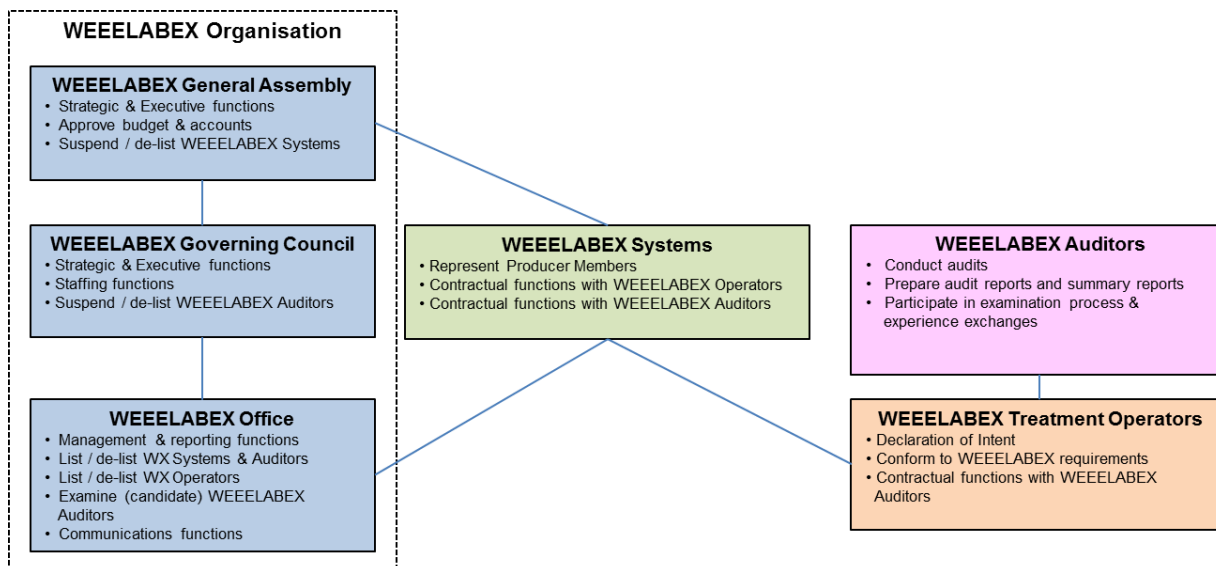 WEEELABEX Organisation
WEEELABEX General Assembly
• Strategic & Executive functions
• Approve budget & accounts
• Suspend / de-list WEEELABEX Systems
WEEELABEX Governing Council
• Strategic & Executive functions
• Staffing functions
• Suspend / de-list WEEELABEX Auditors
WEEELABEX Office
• Management & reporting functions
• List / de-list WX Systems & Auditors
• List / de-list WX Operators
• Examine (candidate) WEEELABEX
Auditors
• Communications functions
WEEELABEX Systems
• Represent Producer Members
• Contractual functions with WEEELABEX Operators
• Contractual functions with WEEELABEX Auditors
WEEELABEX Auditors
• Conduct audits
• Prepare audit reports and summary reports
• Participate in examination process &
experience exchanges
WEEELABEX Treatment Operators
• Declaration of Intent
• Conform to WEEELABEX requirements
• Contractual functions with WEEELABEX
Auditors